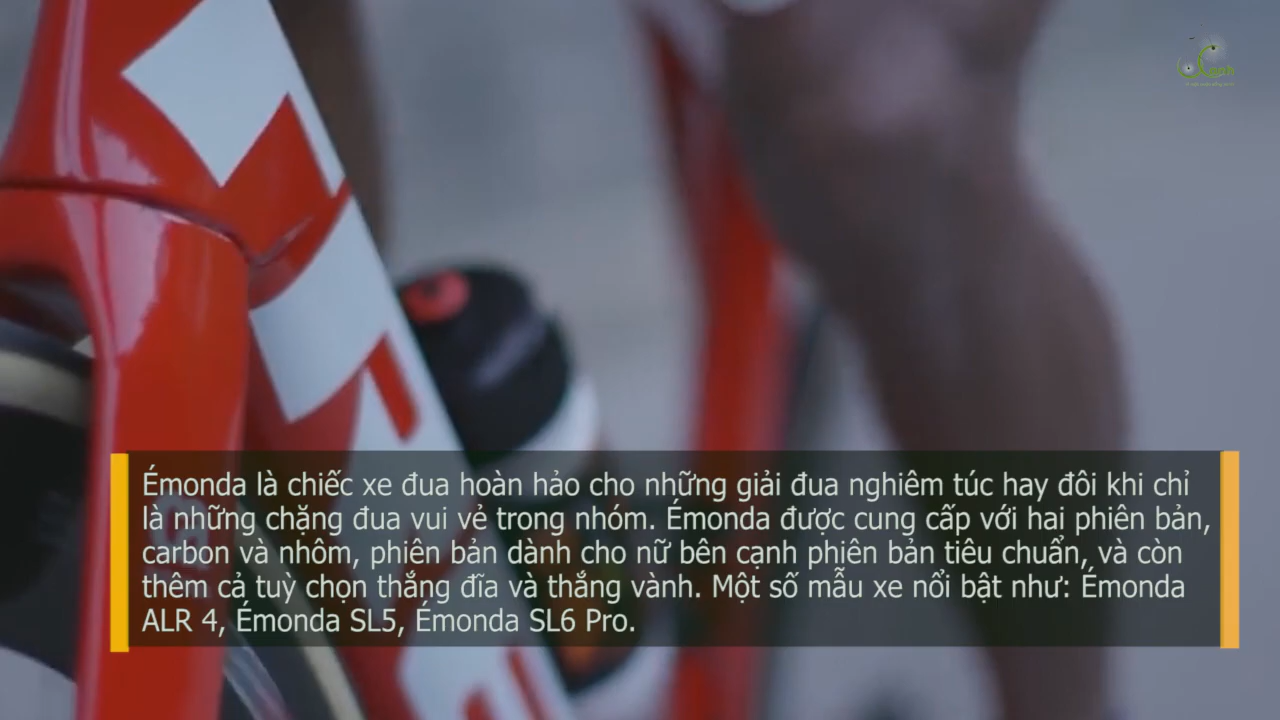 Émonda là chiếc xe đua hoàn hảo cho những giải đua nghiêm túc hay đôi khi chỉ
là những chặng đua vui vẻ trong nhóm. Émonda được cung cấp với hai phiên bản,
carbon và nhôm, phiên bản dành cho nữ bên cạnh phiên bản tiêu chuẩn, và còn
thêm cả tuỳ chọn thắng đĩa và thắng vành. Một số mẫu xe nổi bật như: Émonda
ALR 4, Émonda SL5, Émonda SL6 Pro.